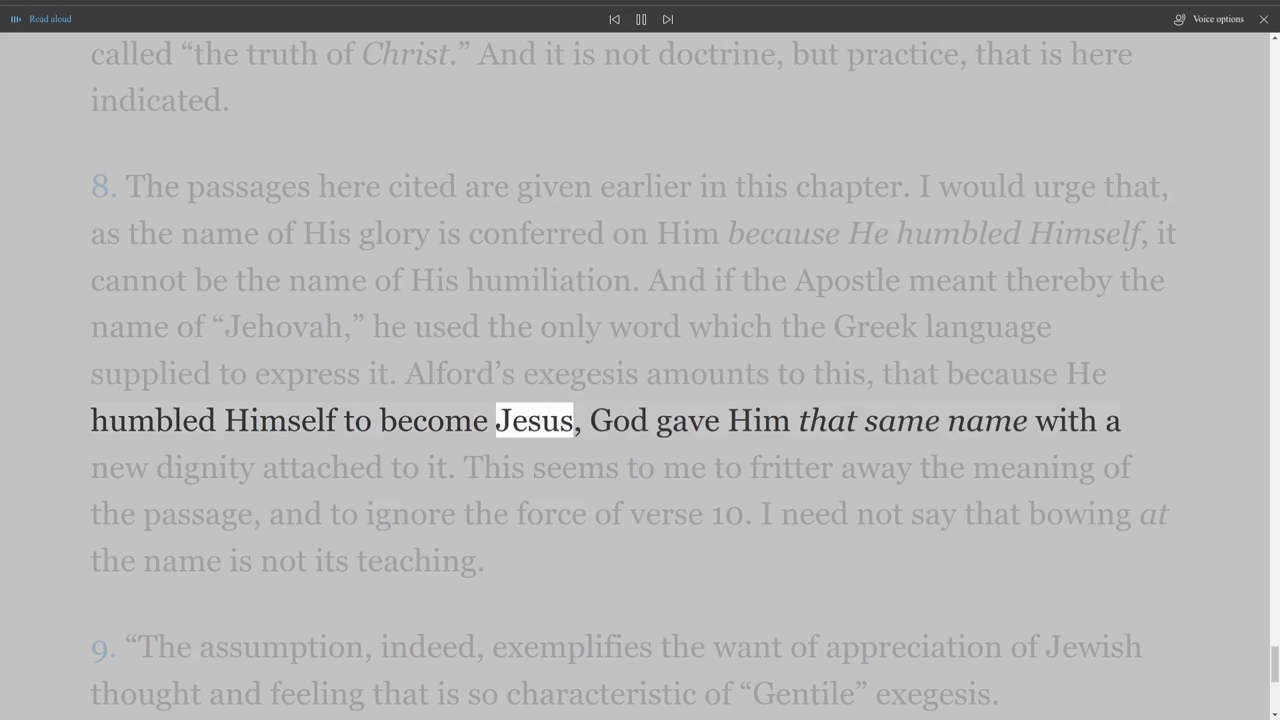 Read aloud
Voice options
called “the truth of Christ.” And it is not doctrine, but practice, that is here
indicated.
8. The passages here cited are given earlier in this chapter. I would urge that,
as the name of His glory is conferred on Him because He humbled Himself, it
cannot be the name of His humiliation. And if the Apostle meant thereby the
name of “Jehovah,” he used the only word which the Greek language
supplied to express it. Alford’s exegesis amounts to this, that because He
humbled Himself to become Jesus, God gave Him that same name with a
new dignity attached to it. This seems to me to fritter away the meaning of
the passage, and to ignore the force of verse 10. I need not say that bowing at
the name is not its teaching.
9. “The assumption, indeed, exemplifies the want of appreciation of Jewish
thought and feeling that is so characteristic of “Gentile” exegesis.